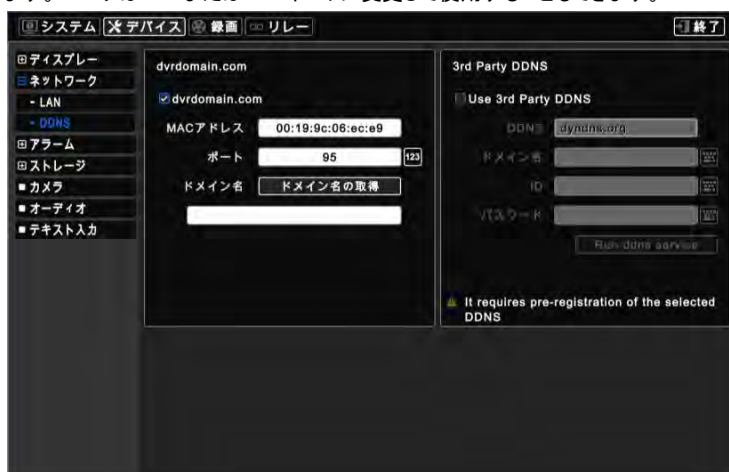 システム デバイス 録画 リレー 終了
ディスプレー
ネットワーク
- LAN
- DDNS
アラーム
ストレージ
カメラ
オーディオ
テキスト入力
dvrdomain.com
dvrdomain.com
MACアドレス 00:19:9c:06:ec:e9
ポート 95 123
ドメイン名 ドメイン名の取得
3rd Party DDNS
Use 3rd Party DDNS
DDNS dyndns.org
ドメイン名
ID
パスワード
Run ddns service
It requires pre-registration of the selected
DDNS